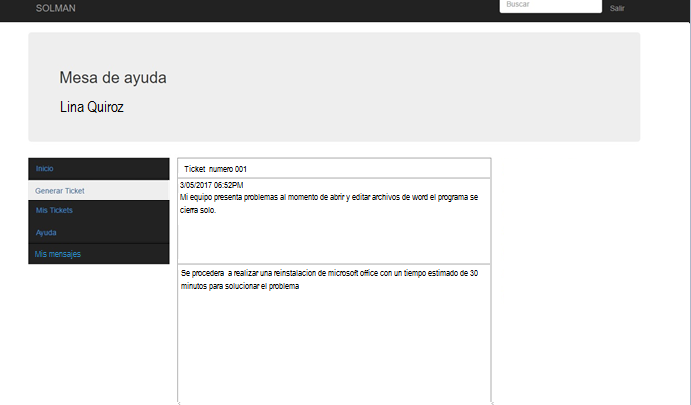 SOLMAN
Buscar
Salir
Mesa de ayuda
Lina Quiroz
Inicio
Generar Ticket
Mis Tickets
Ayuda
Mis mensajes
Ticket numero 001
3/05/2017 06:52PM
Mi equipo presenta problemas al momento de abrir y editar archivos de word el programa se
cierra solo.
Se procedera a realizar una reinstalacion de microsoft office con un tiempo estimado de 30
minutos para solucionar el problema